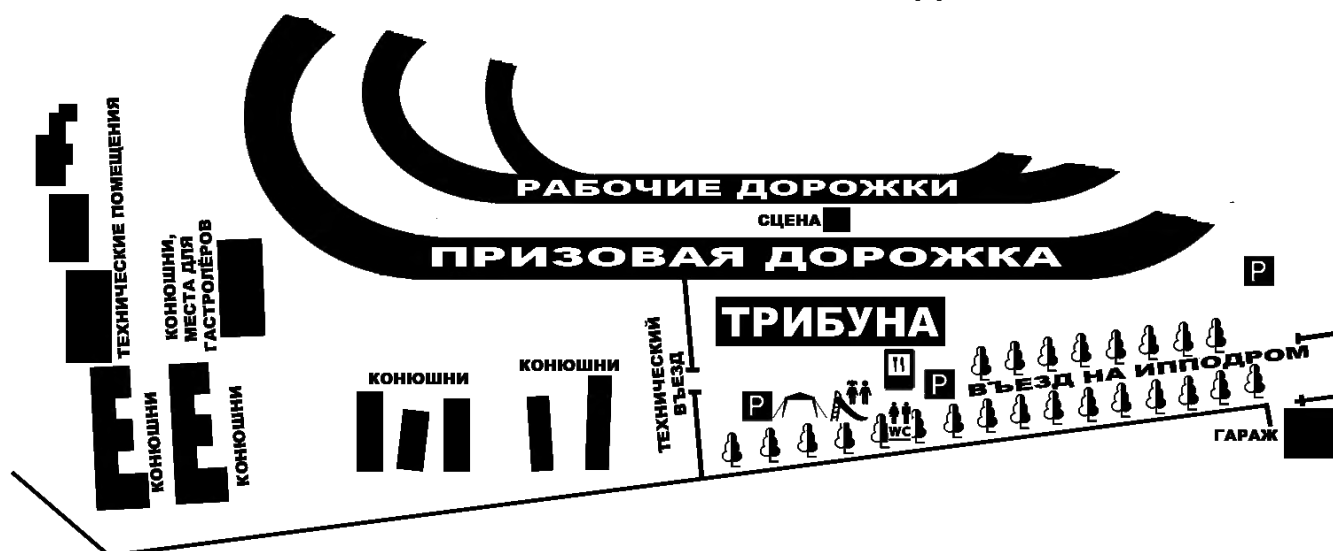 РАБОЧИЕ ДОРОЖКИ
СЦЕНА
ПРИЗОВАЯ ДОРОЖКА
P
ТРИБУНА
ТЕХНИЧЕСКИЕ ПОМЕЩЕНИЯ
КОНЮШНИ,
МЕСТА ДЛЯ
ГАСТРОЛЁРОВ
ТЕХНИЧЕСКИЙ
ВЪЕЗД
ВЪЕЗД НА ИППОДРОМ
КОНЮШНИ
КОНЮШНИ
КОНЮШНИ
КОНЮШНИ
P
P
WC
ГАРАЖ